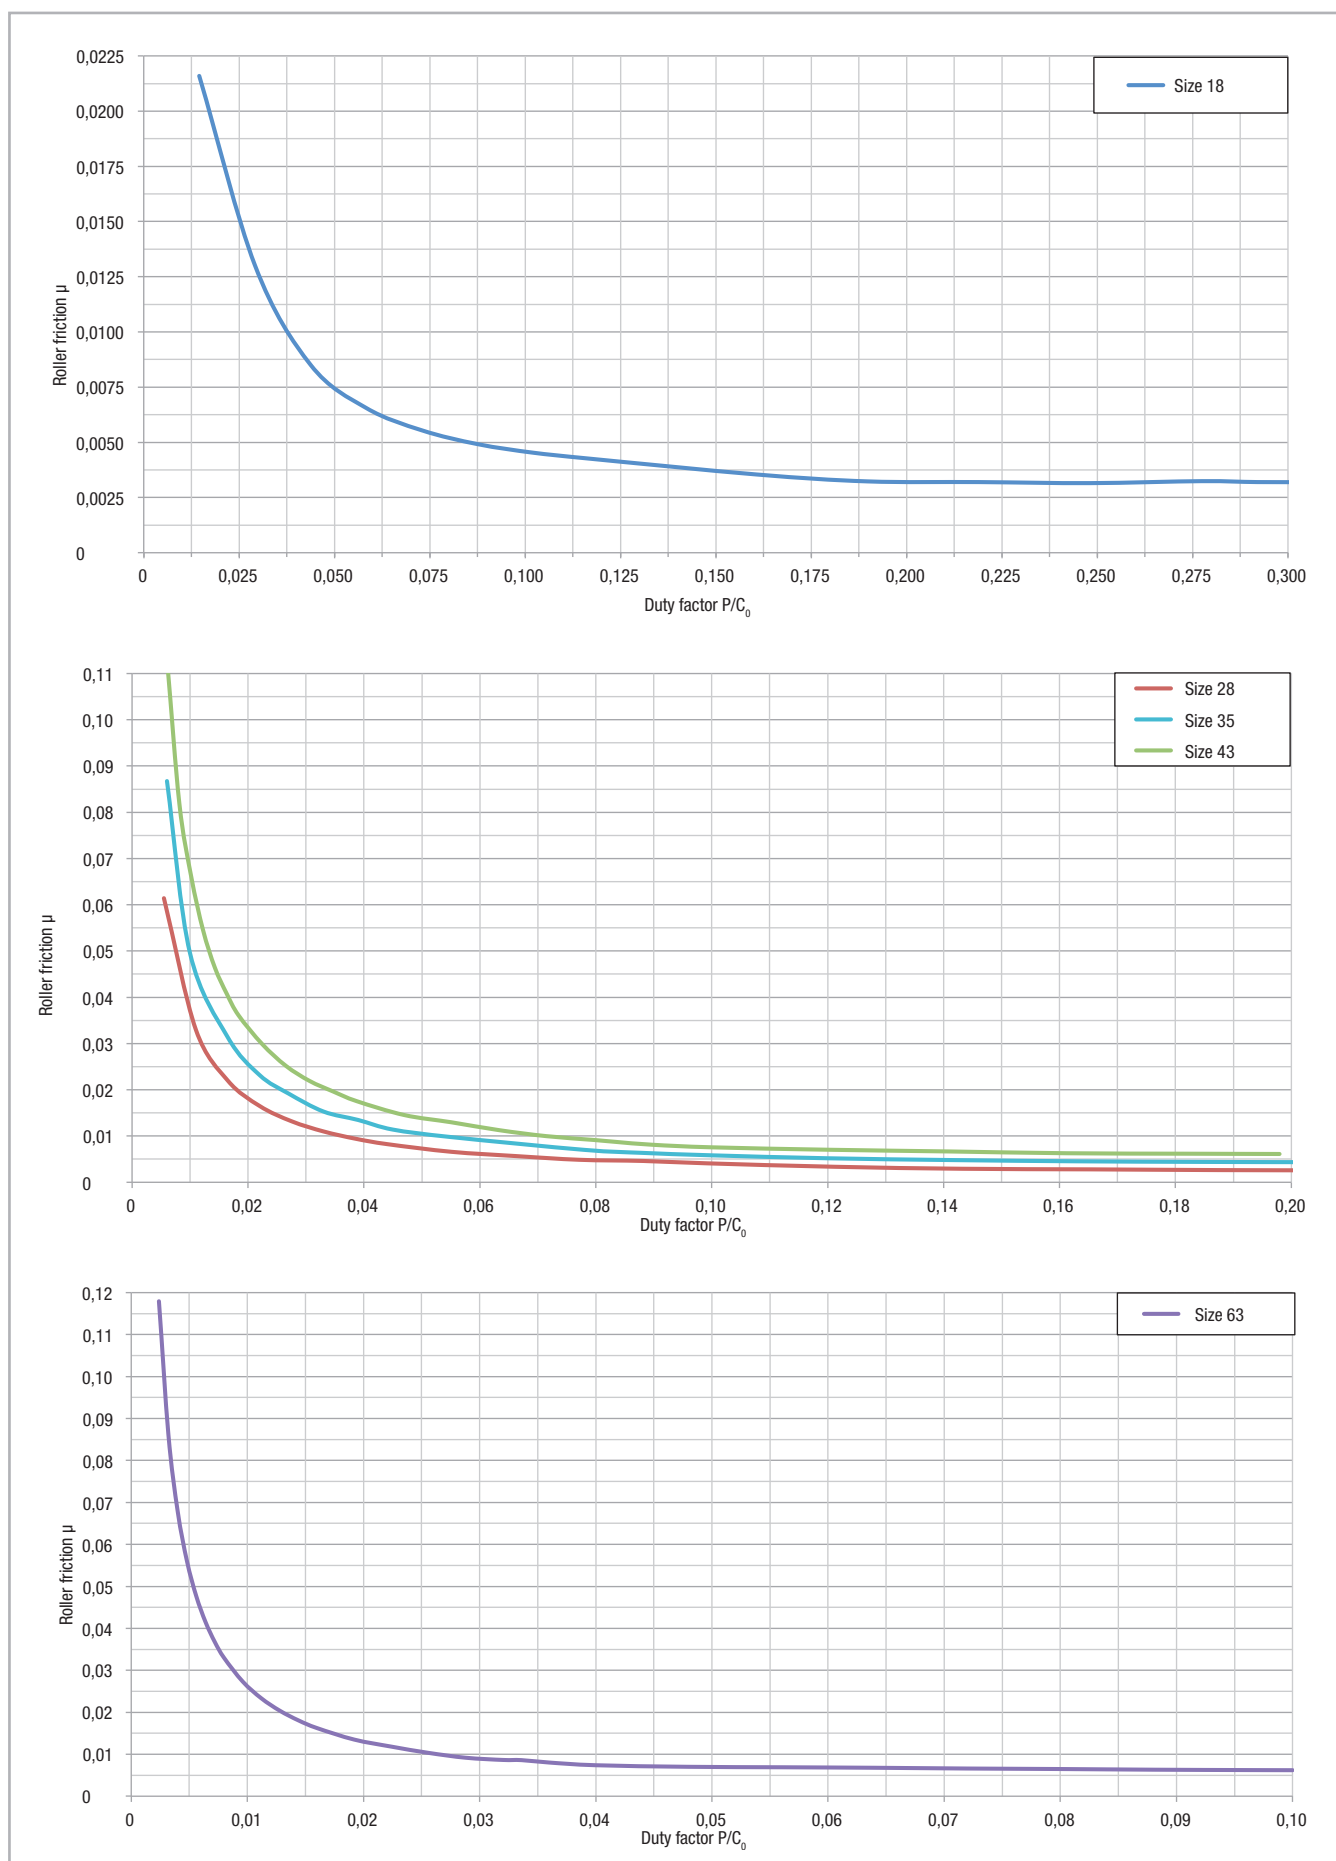 0,0225
0,0200
0,0175
0,0150
0,0125
0,0100
0,0075
0,0050
0,0025
0
Roller friction µ
Size 18
0 0,025 0,050 0,075 0,100 0,125 0,150 0,175 0,200 0,225 0,250 0,275 0,300
Duty factor P/C₀
0,11
0,10
0,09
0,08
0,07
0,06
0,05
0,04
0,03
0,02
0,01
0
Roller friction µ
Size 28
Size 35
Size 43
0 0,02 0,04 0,06 0,08 0,10 0,12 0,14 0,16 0,18 0,20
Duty factor P/C₀
0,12
0,11
0,10
0,09
0,08
0,07
0,06
0,05
0,04
0,03
0,02
0,01
0
Roller friction µ
Size 63
0 0,01 0,02 0,03 0,04 0,05 0,06 0,07 0,08 0,09 0,10
Duty factor P/C₀